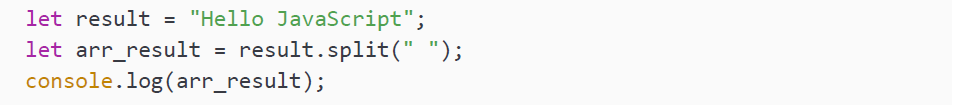 let result = "Hello JavaScript";
let arr_result = result.split(" ");
console.log(arr_result);